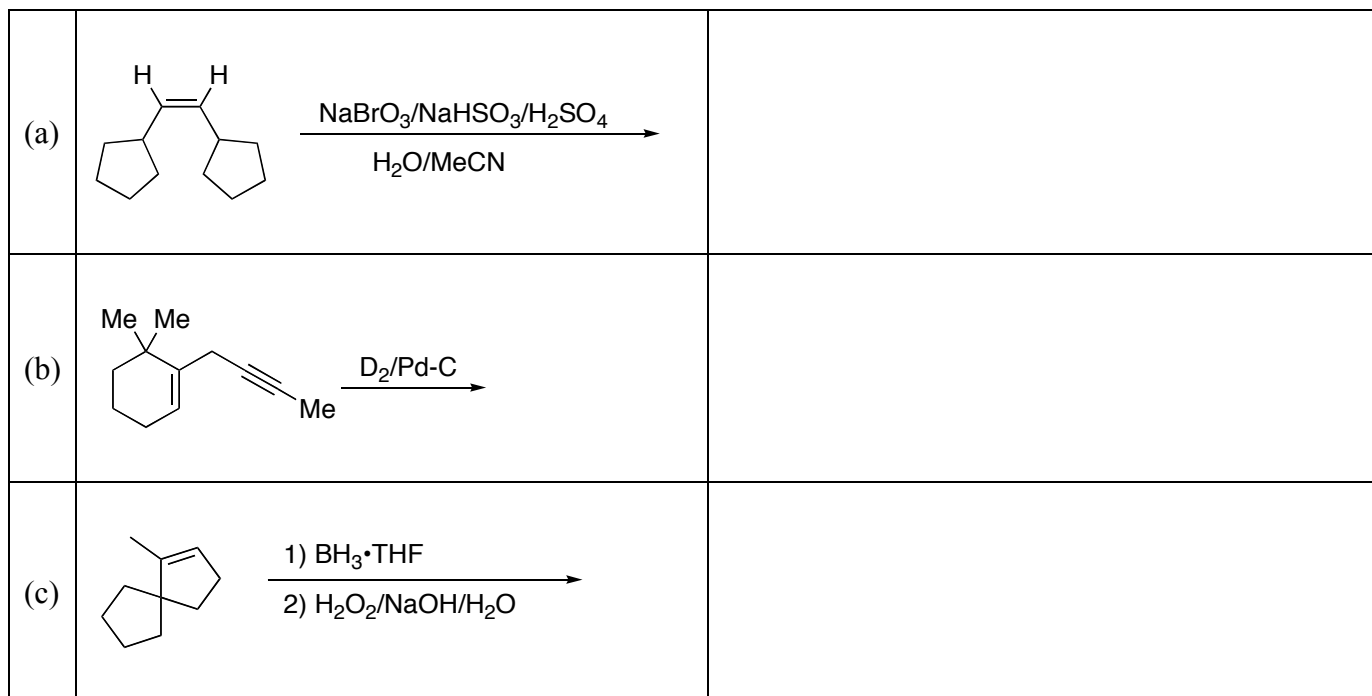 (a)
H H
NaBrO3/NaHSO3/H2SO4
H2O/MeCN
(b)
Me Me
D2/Pd-C
Me
(c)
1) BH3•THF
2) H2O2/NaOH/H2O